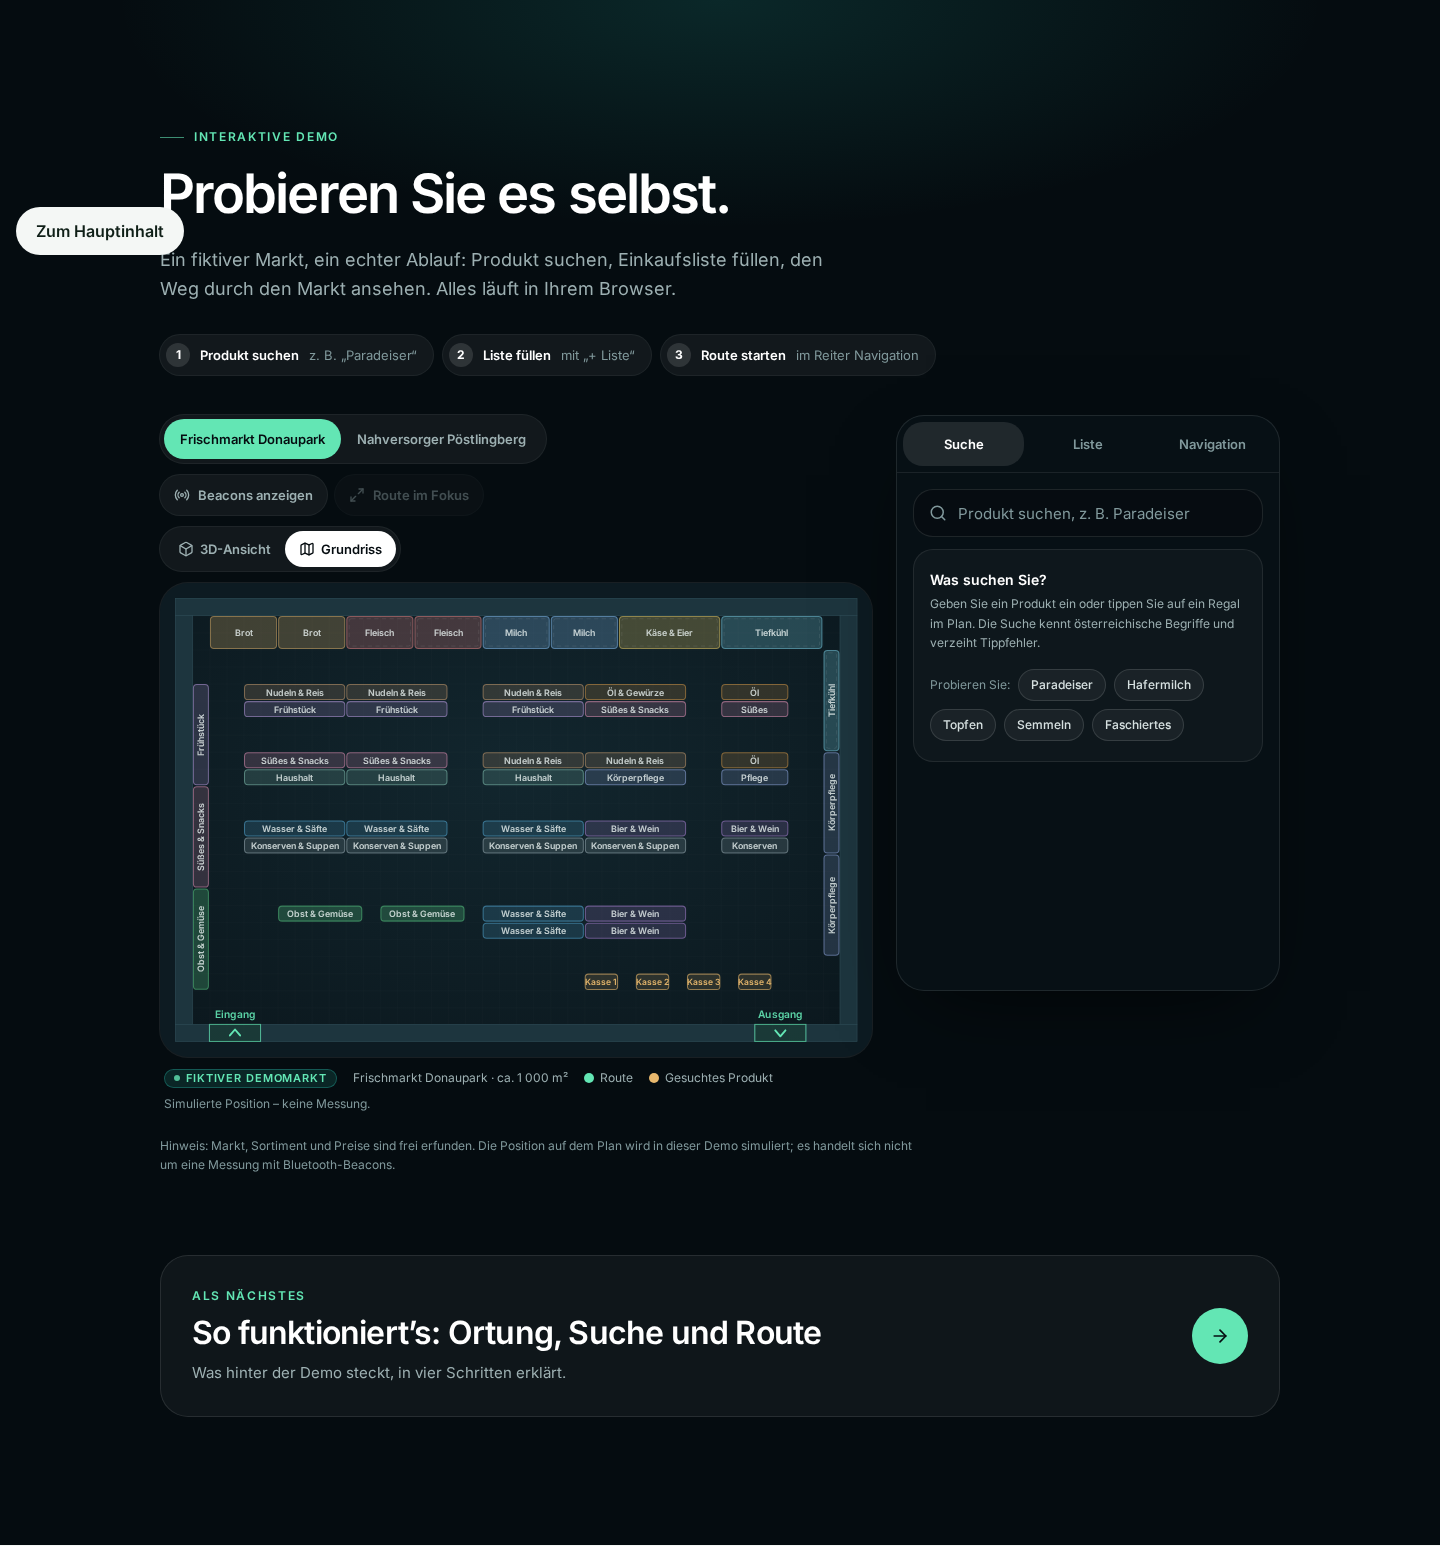 INTERAKTIVE DEMO
Probieren Sie es selbst.
Zum Hauptinhalt
Ein fiktiver Markt, ein echter Ablauf: Produkt suchen, Einkaufsliste füllen, den
Weg durch den Markt ansehen. Alles läuft in Ihrem Browser.
1 Produkt suchen z. B. „Paradeiser“ 2 Liste füllen mit „+ Liste“ 3 Route starten im Reiter Navigation
Frischmarkt Donaupark Nahversorger Pöstlingberg
Beacons anzeigen Route im Fokus
3D-Ansicht Grundriss
Brot Brot Fleisch Fleisch Milch Milch Käse & Eier Tiefkühl
Tiefkühl
Körperpflege
Körperpflege
Frühstück
Süßes & Snacks
Obst & Gemüse
Nudeln & Reis Nudeln & Reis Nudeln & Reis Öl & Gewürze Öl
Frühstück Frühstück Frühstück Süßes & Snacks Süßes
Süßes & Snacks Süßes & Snacks Nudeln & Reis Nudeln & Reis Öl
Haushalt Haushalt Haushalt Körperpflege Pflege
Wasser & Säfte Wasser & Säfte Wasser & Säfte Bier & Wein Bier & Wein
Konserven & Suppen Konserven & Suppen Konserven & Suppen Konserven & Suppen Konserven
Obst & Gemüse Obst & Gemüse Wasser & Säfte Bier & Wein
Wasser & Säfte Bier & Wein
Kasse 1 Kasse 2 Kasse 3 Kasse 4
Eingang Ausgang
FIKTIVER DEMOMARKT Frischmarkt Donaupark · ca. 1 000 m² Route Gesuchtes Produkt
Simulierte Position – keine Messung.
Suche Liste Navigation
Produkt suchen, z. B. Paradeiser
Was suchen Sie?
Geben Sie ein Produkt ein oder tippen Sie auf ein Regal
im Plan. Die Suche kennt österreichische Begriffe und
verzeiht Tippfehler.
Probieren Sie: Paradeiser Hafermilch
Topfen Semmeln Faschiertes
Hinweis: Markt, Sortiment und Preise sind frei erfunden. Die Position auf dem Plan wird in dieser Demo simuliert; es handelt sich nicht
um eine Messung mit Bluetooth-Beacons.
ALS NÄCHSTES
So funktioniert’s: Ortung, Suche und Route
Was hinter der Demo steckt, in vier Schritten erklärt.